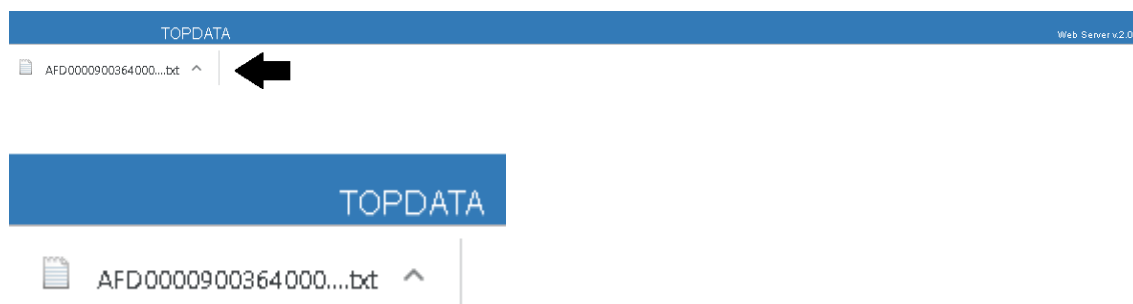 TOPDATA Web Server v.2.0
AFD0000900364000....txt
TOPDATA
AFD0000900364000....txt